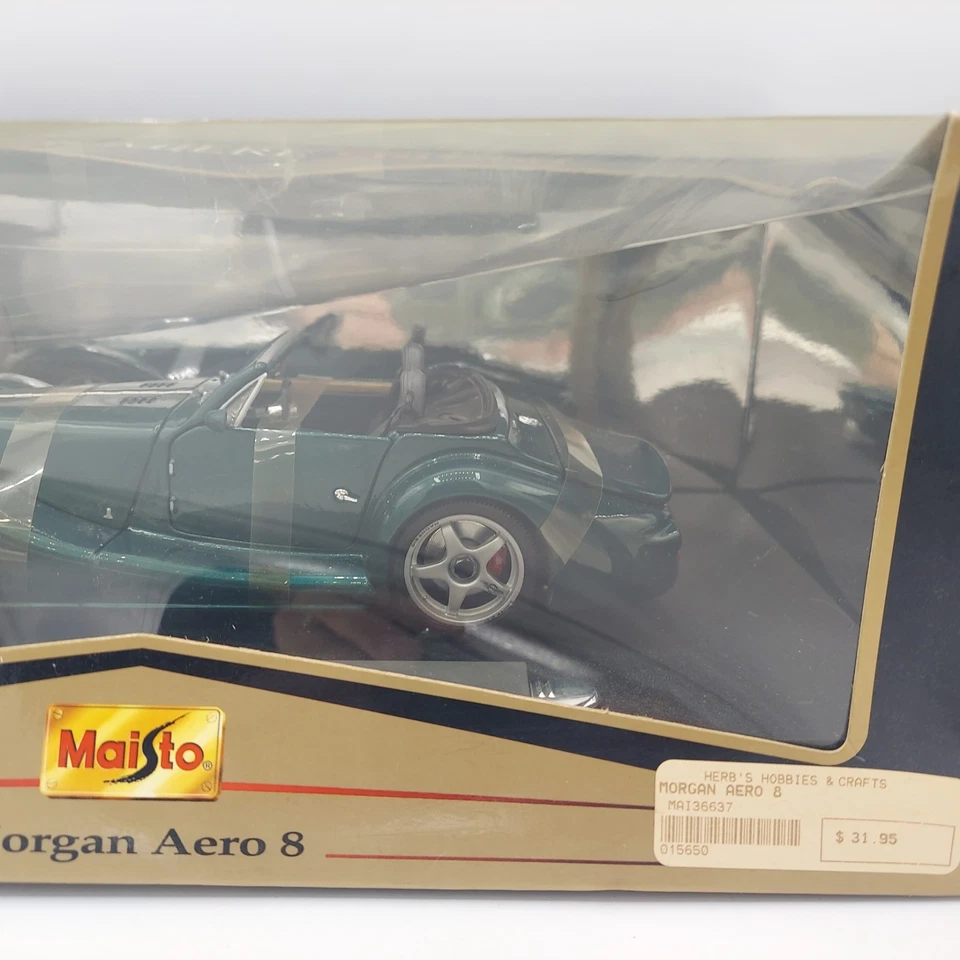 Maisto®
organ Aero 8
HERB'S HOBBIES & CRAFTS
MORGAN AERO 8
MAI36637
015650
$ 31.95